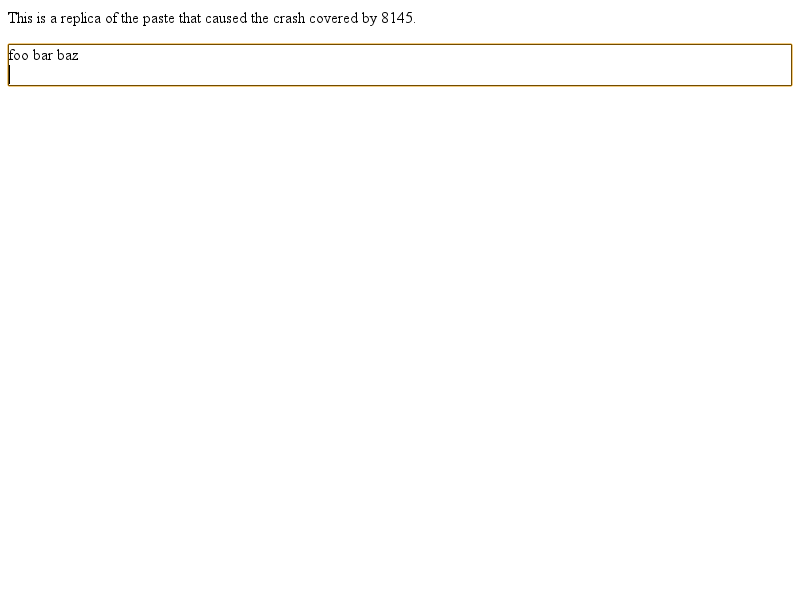 This is a replica of the paste that caused the crash covered by 8145.
foo bar baz